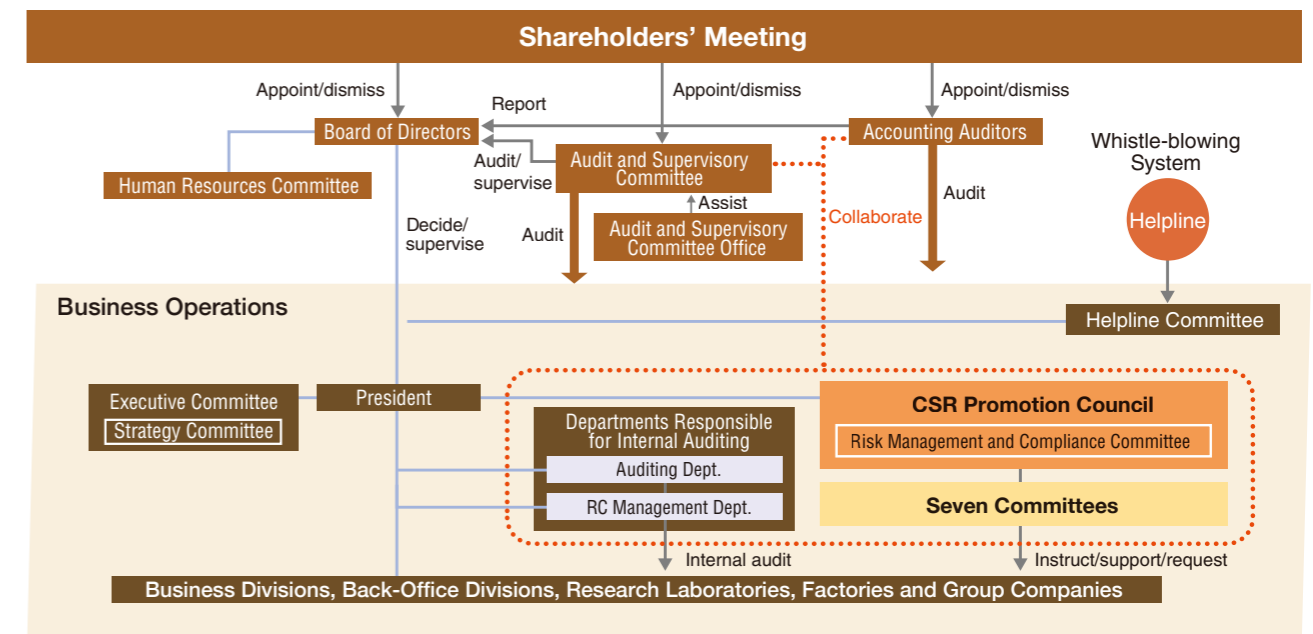 Shareholders’ Meeting
Appoint/dismiss
Appoint/dismiss
Appoint/dismiss
Report
Board of Directors
Accounting Auditors
Whistle-blowing
System
Audit/
supervise
Audit and Supervisory
Committee
Human Resources Committee
Assist
Audit
Collaborate
Helpline
Decide/
supervise
Audit
Audit and Supervisory
Committee Office
Business Operations
Helpline Committee
Executive Committee
Strategy Committee
President
Departments Responsible
for Internal Auditing
Auditing Dept.
RC Management Dept.
CSR Promotion Council
Risk Management and Compliance Committee
Seven Committees
Internal audit
Instruct/support/request
Business Divisions, Back-Office Divisions, Research Laboratories, Factories and Group Companies